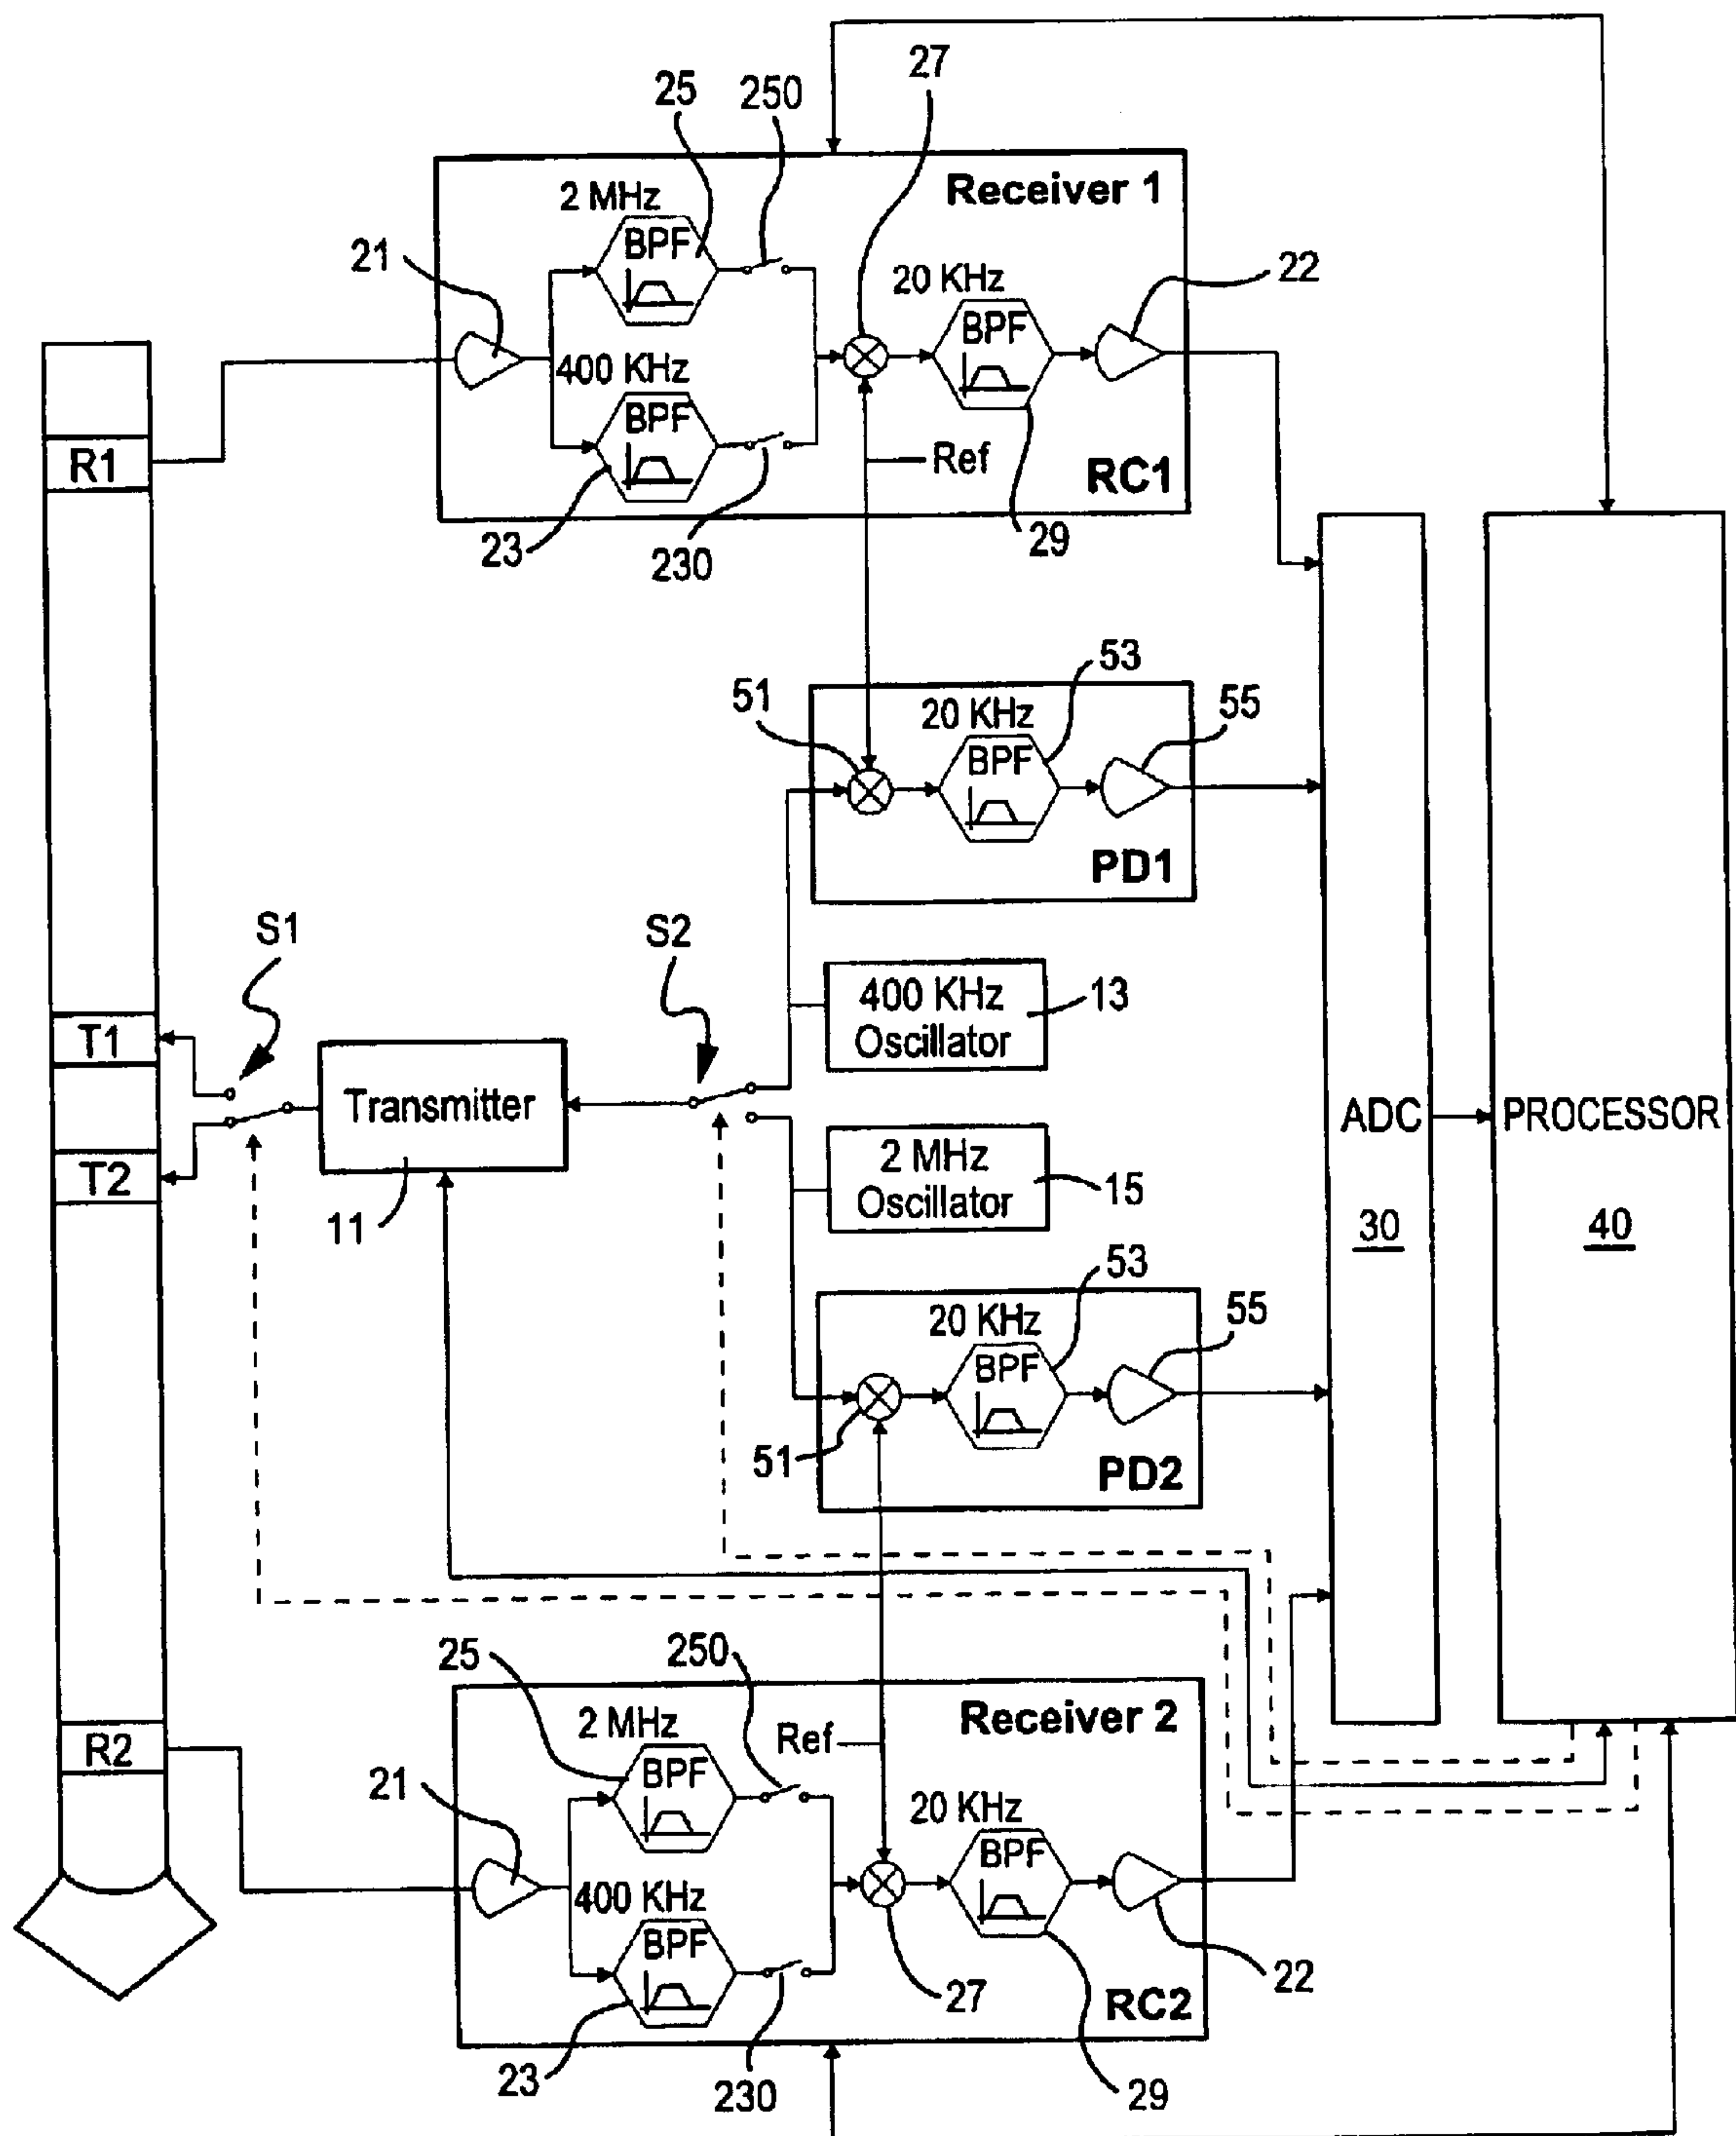 27
25
250
Receiver 1
2 MHz
BPF
21
22
20 KHz
BPF
400 KHz
BPF
R1
Ref
RC1
23
230
29
53
51
20 KHz
55
BPF
PD1
S1
S2
400 KHz
Oscillator
13
T1
Transmitter
ADC
PROCESSOR
T2
2 MHz
Oscillator
15
11
30
40
53
20 KHz
55
BPF
51
PD2
25
250
Receiver 2
2 MHz
Ref
R2
BPF
21
20 KHz
BPF
400 KHz
BPF
27
22
RC2
23
230
29